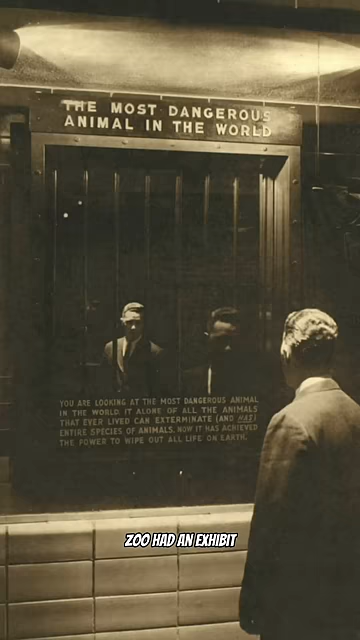 THE MOST DANGEROUS
ANIMAL IN THE WORLD
YOU ARE LOOKING AT THE MOST DANGEROUS ANIMAL
IN THE WORLD. IT ALONE OF ALL THE ANIMALS
THAT EVER LIVED CAN EXTERMINATE (AND HAS)
ENTIRE SPECIES OF ANIMALS. NOW IT HAS ACHIEVED
THE POWER TO WIPE OUT ALL LIFE ON EARTH.
ZOO HAD AN EXHIBIT